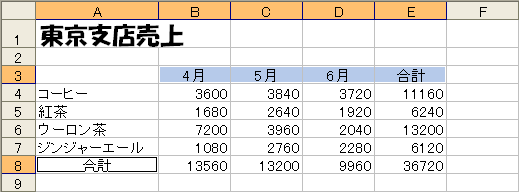 A B C D E F
1 東京支店売上
2
3 4月 5月 6月 合計
4 コーヒー 3600 3840 3720 11160
5 紅茶 1680 2640 1920 6240
6 ウーロン茶 7200 3960 2040 13200
7 ジンジャーエール 1080 2760 2280 6120
8 合計 13560 13200 9960 36720
9